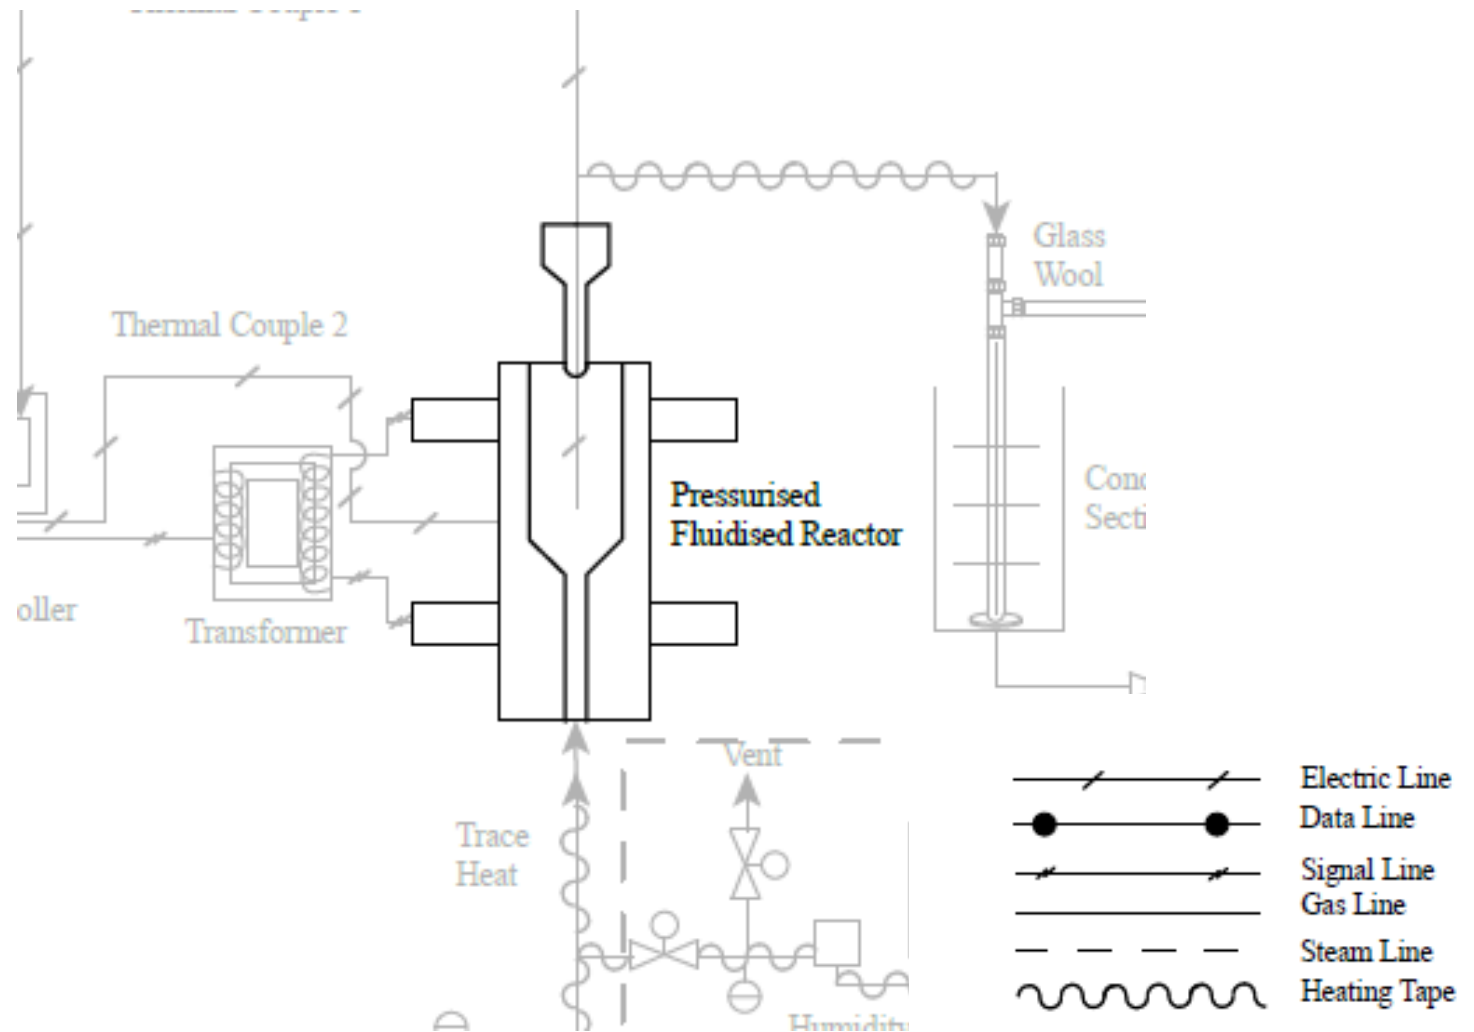 Glass
Wool
Thermal Couple 2
Pressurised
Fluidised Reactor
oller
Transformer
Vent
Trace
Heat
Electric Line
Data Line
Signal Line
Gas Line
Steam Line
Heating Tape
Humidity